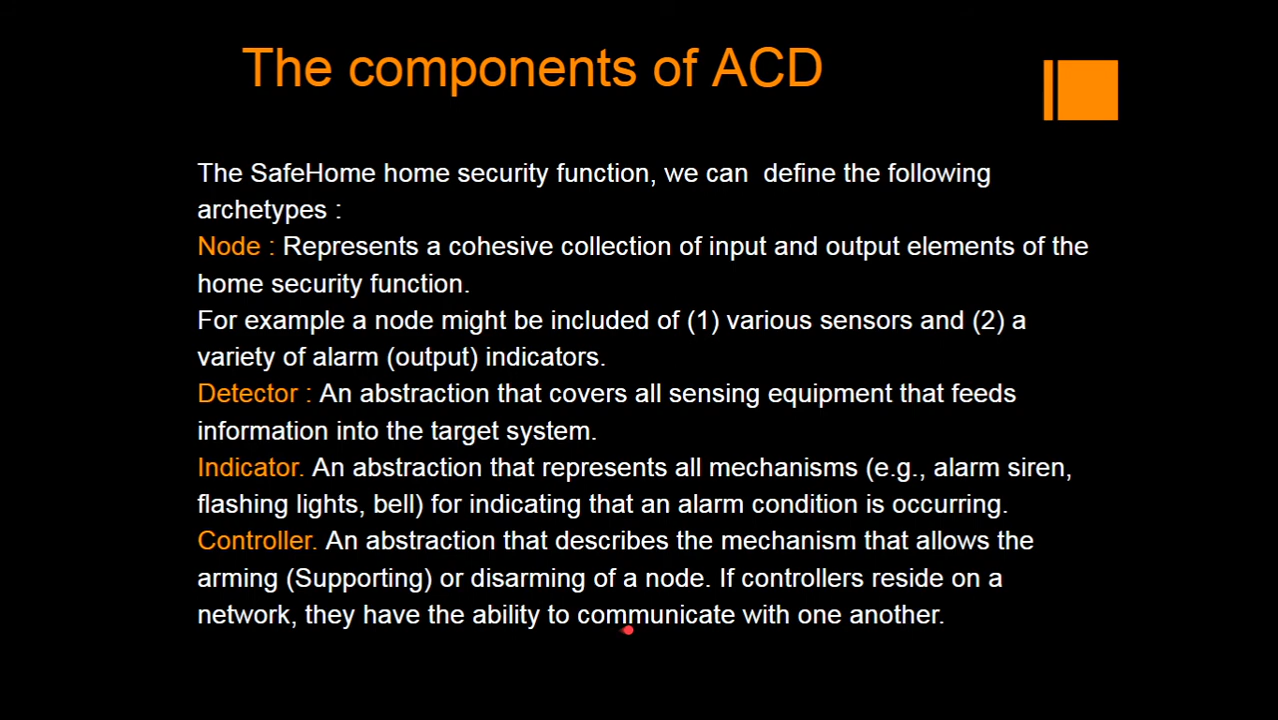 The components of ACD
The SafeHome home security function, we can  define the following
archetypes :
Node : Represents a cohesive collection of input and output elements of the
home security function.
For example a node might be included of (1) various sensors and (2) a
variety of alarm (output) indicators.
Detector : An abstraction that covers all sensing equipment that feeds
information into the target system.
Indicator. An abstraction that represents all mechanisms (e.g., alarm siren,
flashing lights, bell) for indicating that an alarm condition is occurring.
Controller. An abstraction that describes the mechanism that allows the
arming (Supporting) or disarming of a node. If controllers reside on a
network, they have the ability to communicate with one another.